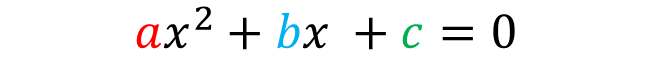 ax² + bx + c = 0